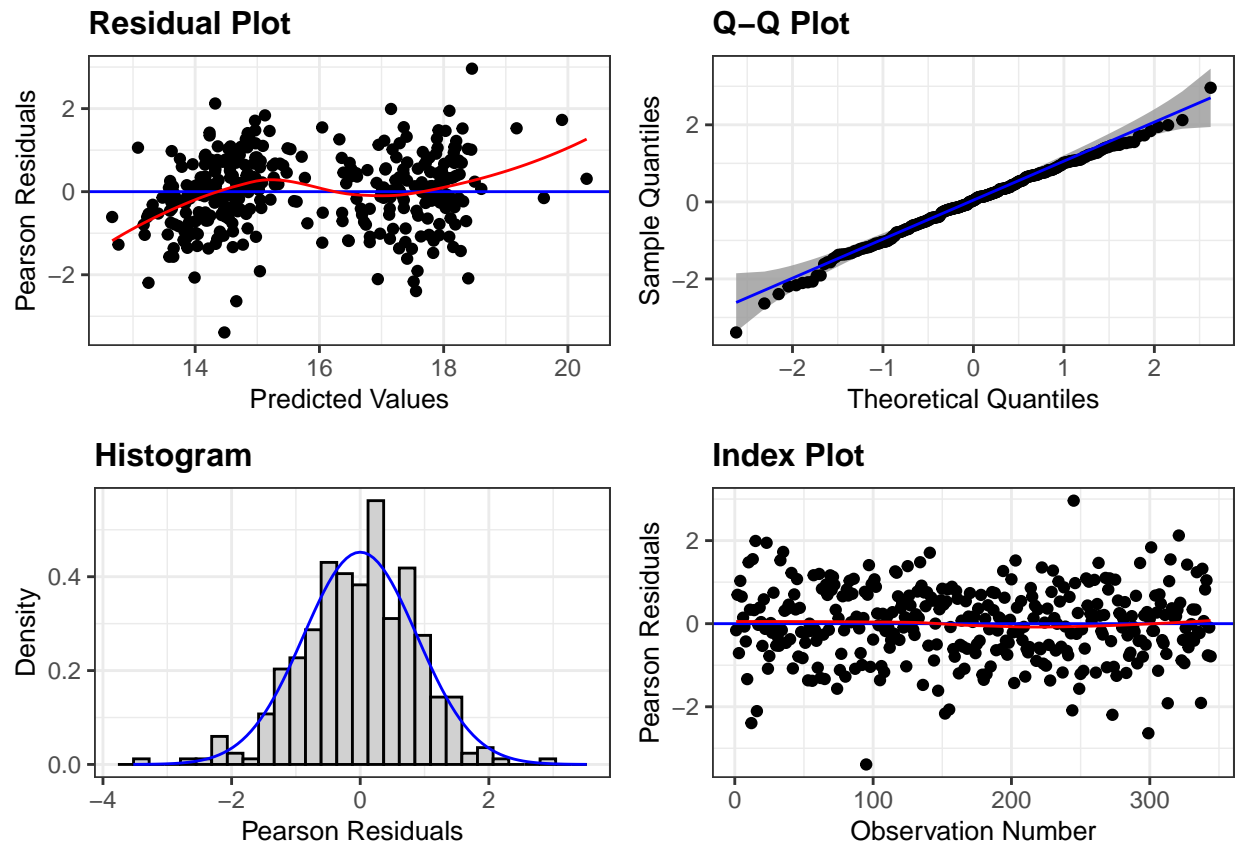 Residual Plot
Pearson Residuals
2
0
−2
14 16 18 20
Predicted Values
Q−Q Plot
Sample Quantiles
2
0
−2
−2 −1 0 1 2
Theoretical Quantiles
Histogram
Density
0.4
0.2
0.0
−4 −2 0 2
Pearson Residuals
Index Plot
Pearson Residuals
2
0
−2
0 100 200 300
Observation Number